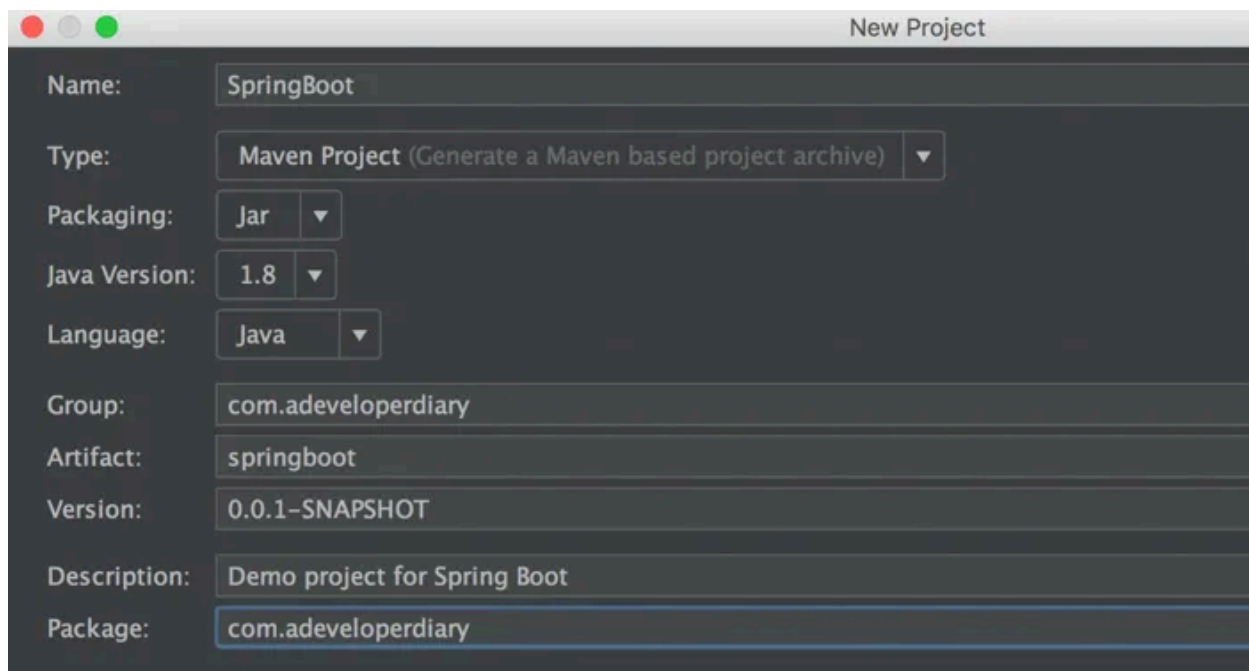 New Project
Name: SpringBoot
Type: Maven Project (Generate a Maven based project archive)
Packaging: Jar
Java Version: 1.8
Language: Java
Group: com.adeveloperdiary
Artifact: springboot
Version: 0.0.1-SNAPSHOT
Description: Demo project for Spring Boot
Package: com.adeveloperdiary